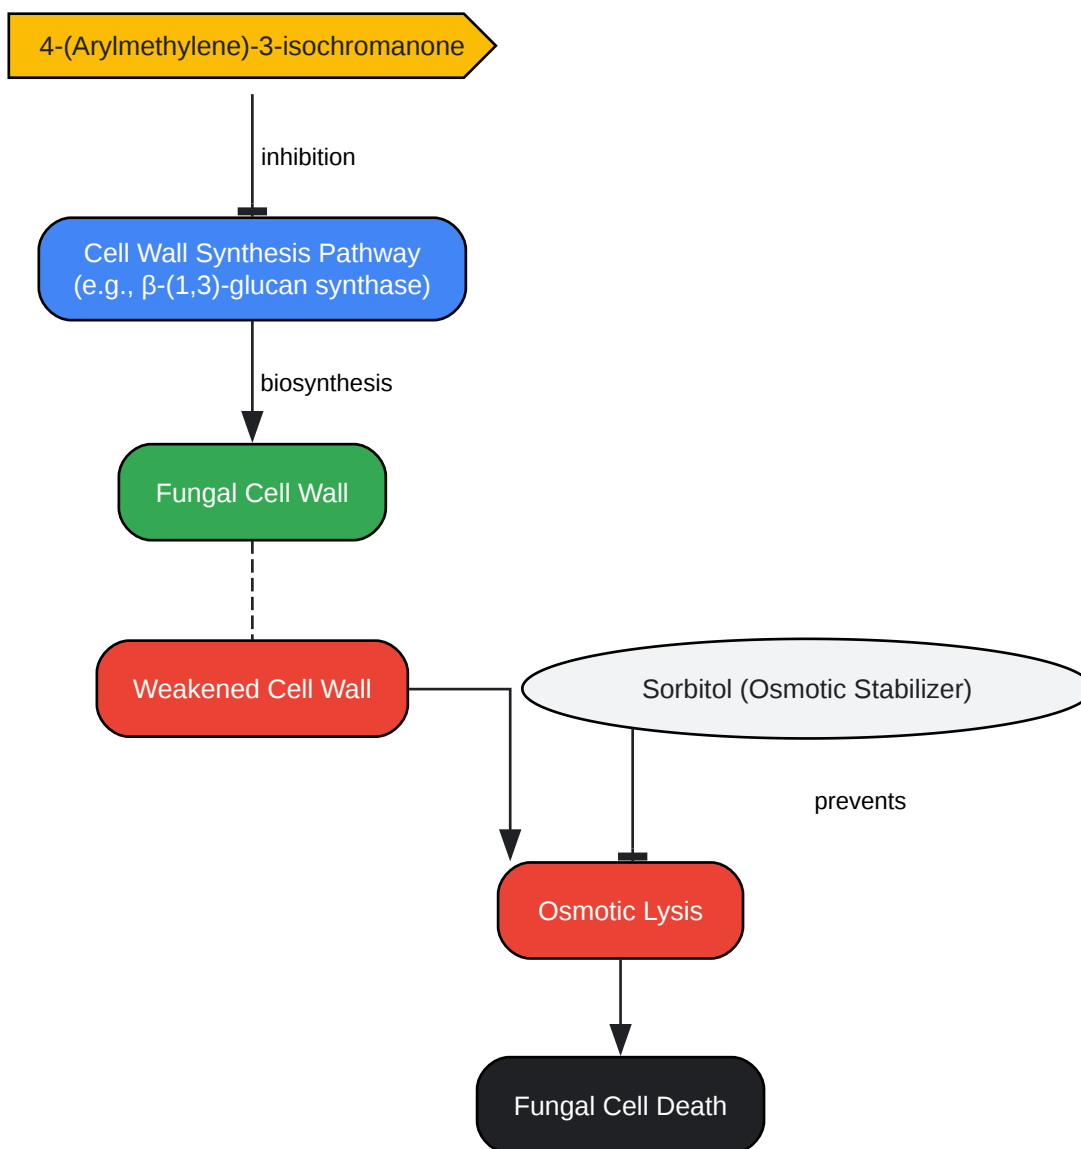 4-(Arylmethylene)-3-isochromanone
inhibition
Cell Wall Synthesis Pathway
(e.g., β-(1,3)-glucan synthase)
biosynthesis
Fungal Cell Wall
Weakened Cell Wall
Sorbitol (Osmotic Stabilizer)
prevents
Osmotic Lysis
Fungal Cell Death